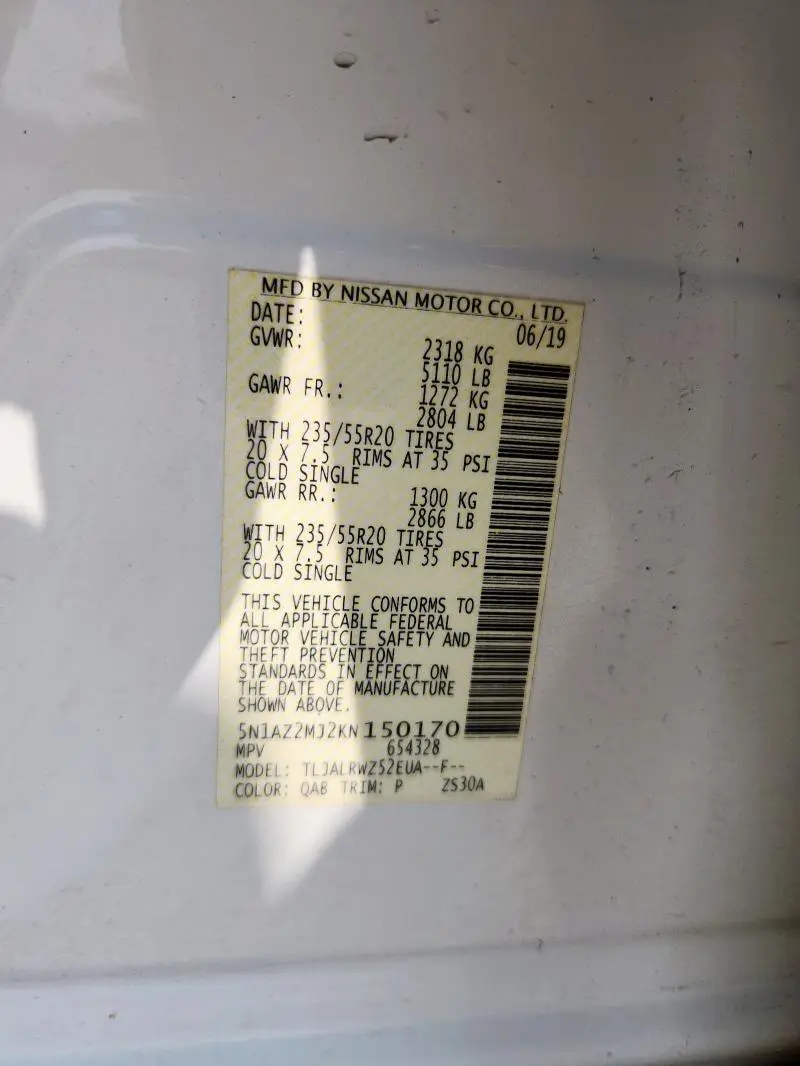 MFD BY NISSAN MOTOR CO., LTD.
DATE: 06/19
GVWR: 2318 KG
5110 LB
GAWR FR.: 1272 KG
2804 LB
WITH 235/55R20 TIRES
20 X 7.5 RIMS AT 35 PSI
COLD SINGLE
GAWR RR.: 1300 KG
2866 LB
WITH 235/55R20 TIRES
20 X 7.5 RIMS AT 35 PSI
COLD SINGLE
THIS VEHICLE CONFORMS TO
ALL APPLICABLE FEDERAL
MOTOR VEHICLE SAFETY AND
THEFT PREVENTION
STANDARDS IN EFFECT ON
THE DATE OF MANUFACTURE
SHOWN ABOVE.
5N1AZ2MJ2KN150170
MPV 654328
MODEL: TLJALRWZ52EUA--F--
COLOR: QAB TRIM: P ZS30A